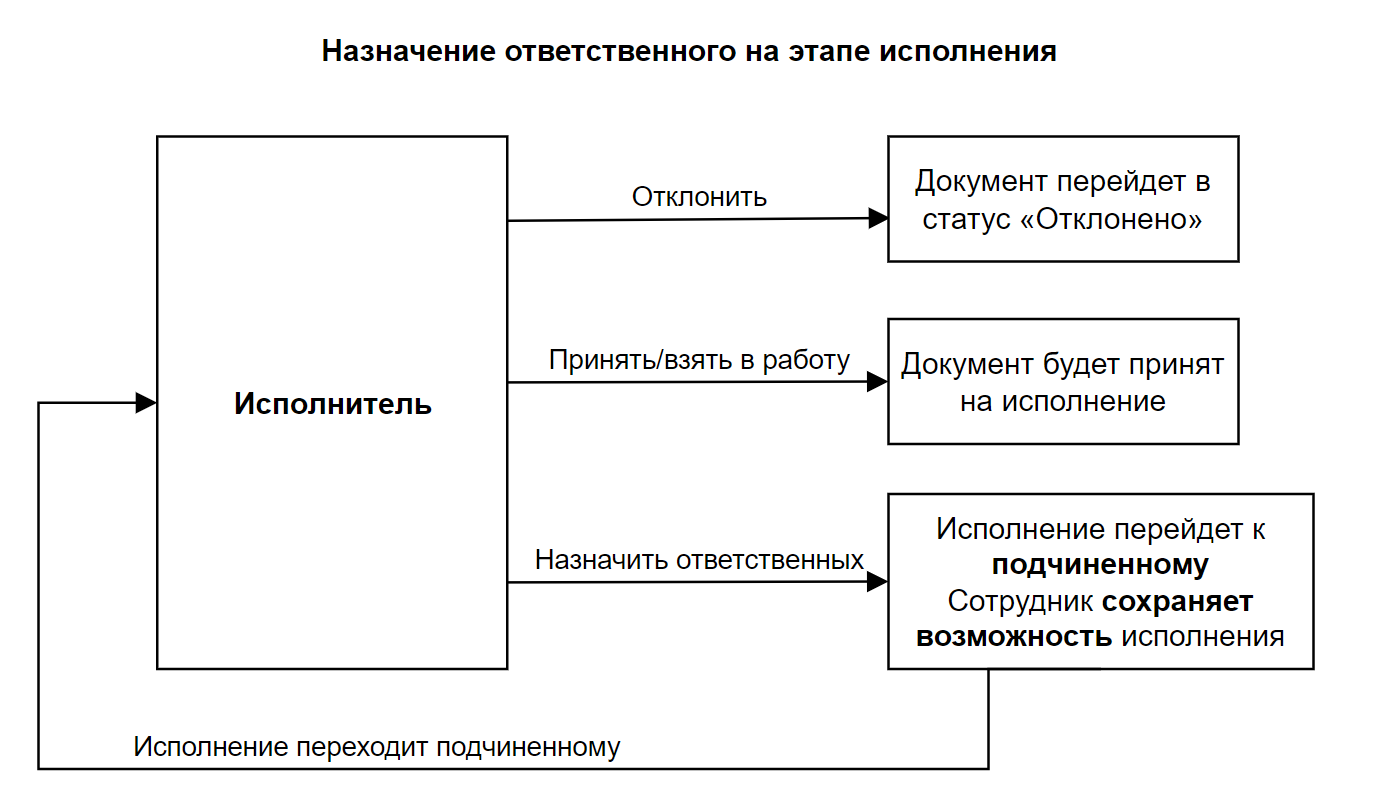 Назначение ответственного на этапе исполнения
Отклонить
Документ перейдет в
статус «Отклонено»
Принять/взять в работу
Документ будет принят
на исполнение
Исполнитель
Назначить ответственных
Исполнение перейдет к
подчиненному
Сотрудник сохраняет
возможность исполнения
Исполнение переходит подчиненному